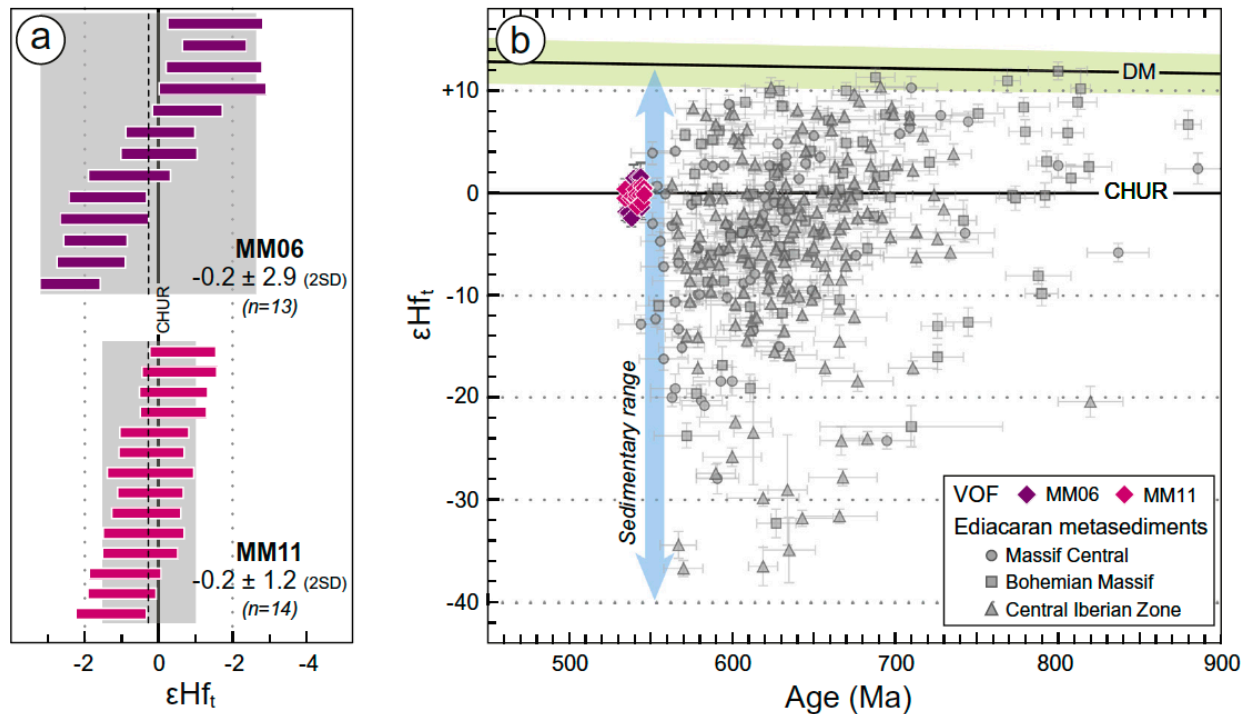 a
MM06
-0.2 ± 2.9 (2SD)
(n=13)
CHUR
MM11
-0.2 ± 1.2 (2SD)
(n=14)
-2 0 -2 -4
εHft
b
DM
CHUR
+10
0
-10
-20
-30
-40
εHft
Sedimentary range
VOF MM06 MM11
Ediacaran metasediments
Massif Central
Bohemian Massif
Central Iberian Zone
500 600 700 800 900
Age (Ma)